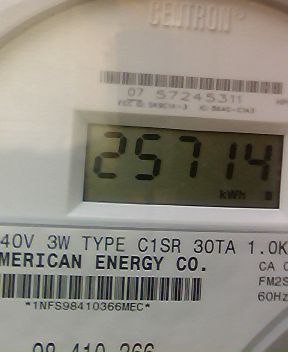 CENTRON
07 57245311
25714
kWh
40V 3W TYPE C1SR 30TA 1.0K
MERICAN ENERGY CO.
CA
FM2S
60Hz
*1NFS98410366MEC*
98 410 366